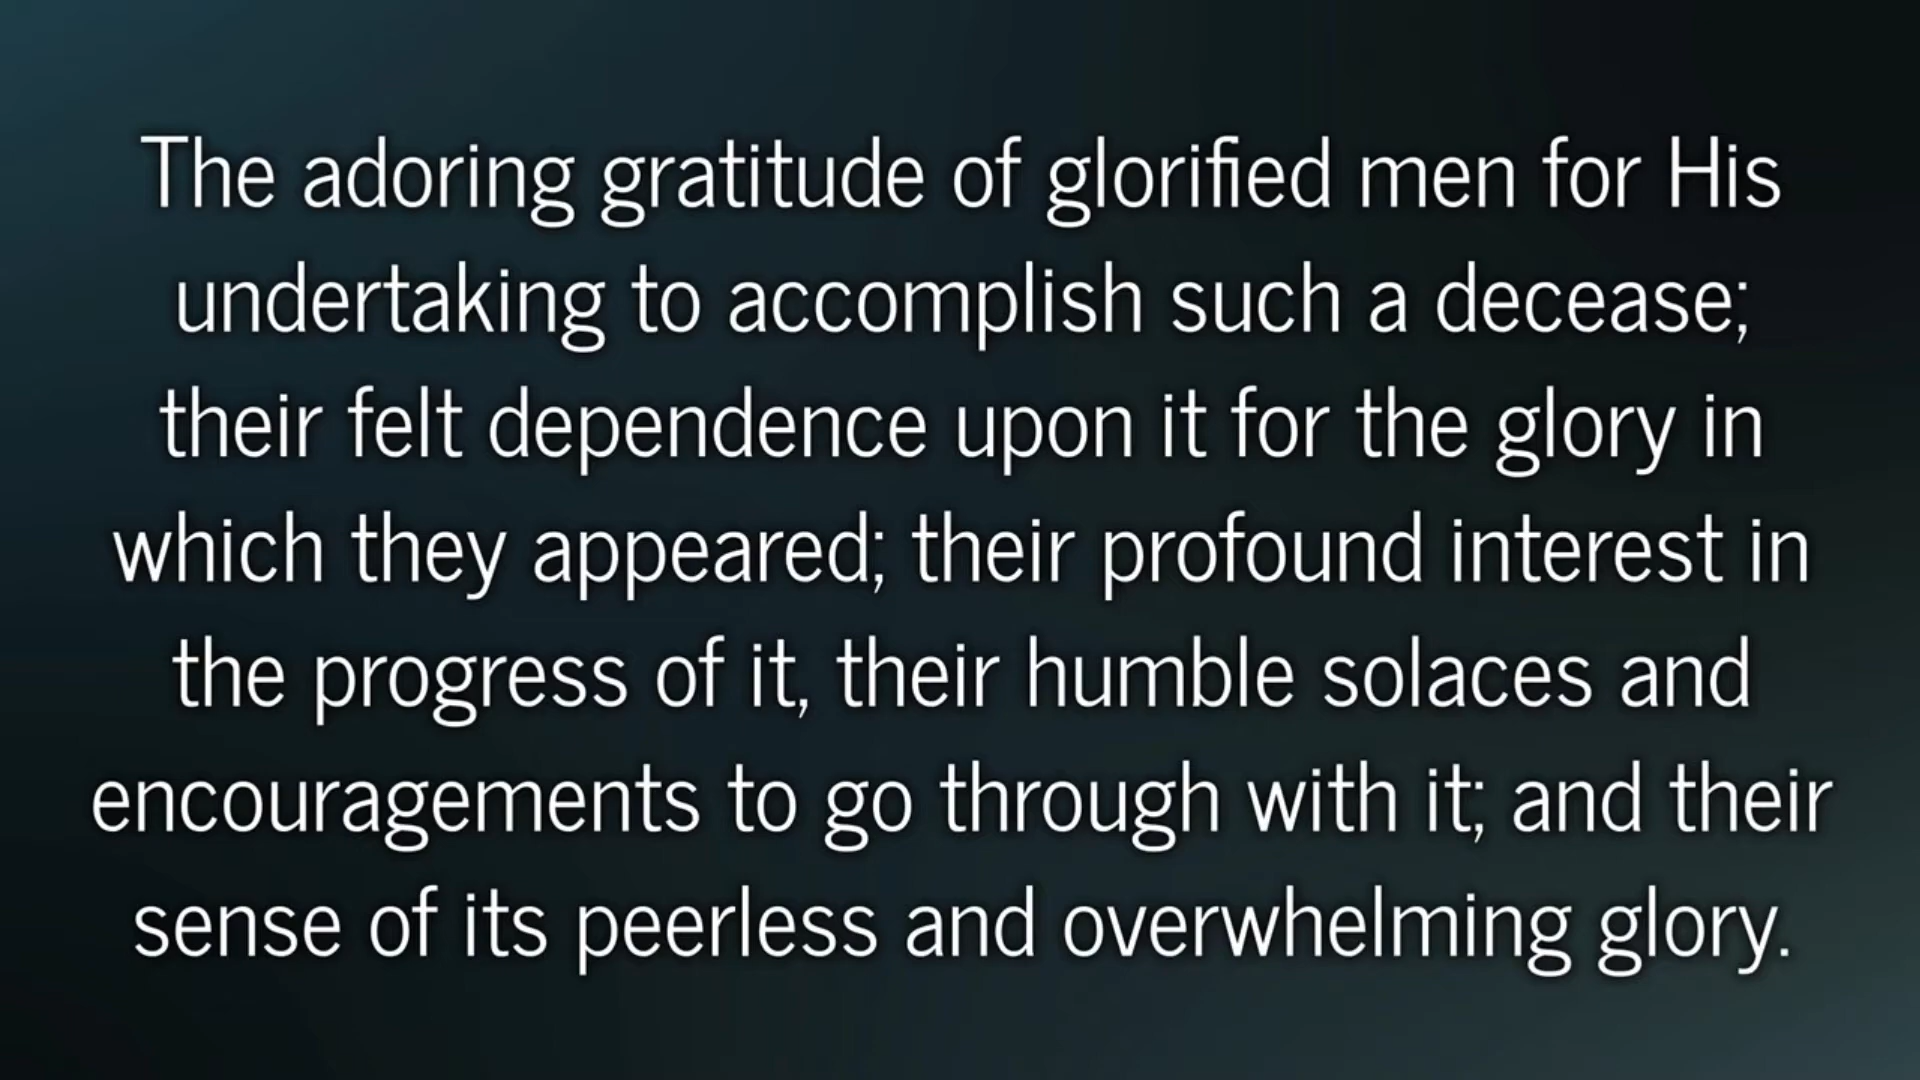 The adoring gratitude of glorified men for His
undertaking to accomplish such a decease;
their felt dependence upon it for the glory in
which they appeared; their profound interest in
the progress of it, their humble solaces and
encouragements to go through with it; and their
sense of its peerless and overwhelming glory.